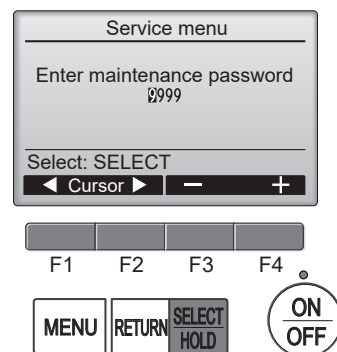 Service menu
Enter maintenance password
9999
Select: SELECT
◀ Cursor ▶ － ＋
F1 F2 F3 F4
MENU RETURN SELECT HOLD ON OFF